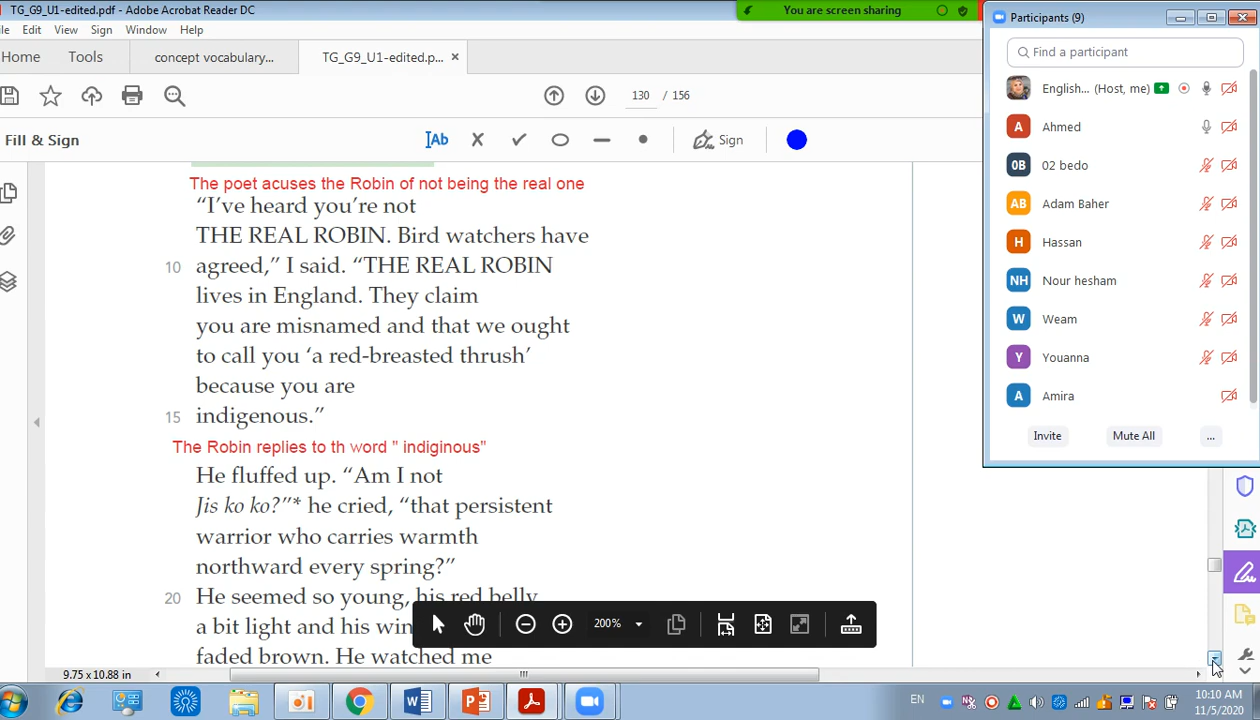 TG_G9_U1-edited.pdf - Adobe Acrobat Reader DC
You are screen sharing
Participants (9)
le Edit View Sign Window Help
Home Tools concept vocabulary... TG_G9_U1-edited.p... ×
Find a participant
130 / 156
English... (Host, me)
A Ahmed
Fill & Sign
Ab Sign
0B 02 bedo
AB Adam Baher
H Hassan
NH Nour hesham
W Weam
Y Youanna
A Amira
Invite Mute All ...
The poet acuses the Robin of not being the real one
“I’ve heard you’re not
THE REAL ROBIN. Bird watchers have
10 agreed,” I said. “THE REAL ROBIN
lives in England. They claim
you are misnamed and that we ought
to call you ‘a red-breasted thrush’
because you are
15 indigenous.”
The Robin replies to th word " indiginous"
He fluffed up. “Am I not
Jis ko ko?”* he cried, “that persistent
warrior who carries warmth
northward every spring?”
20 He seemed so young, his red belly
a bit light and his win
faded brown. He watched me
200%
9.75 x 10.88 in
EN
10:10 AM
11/5/2020